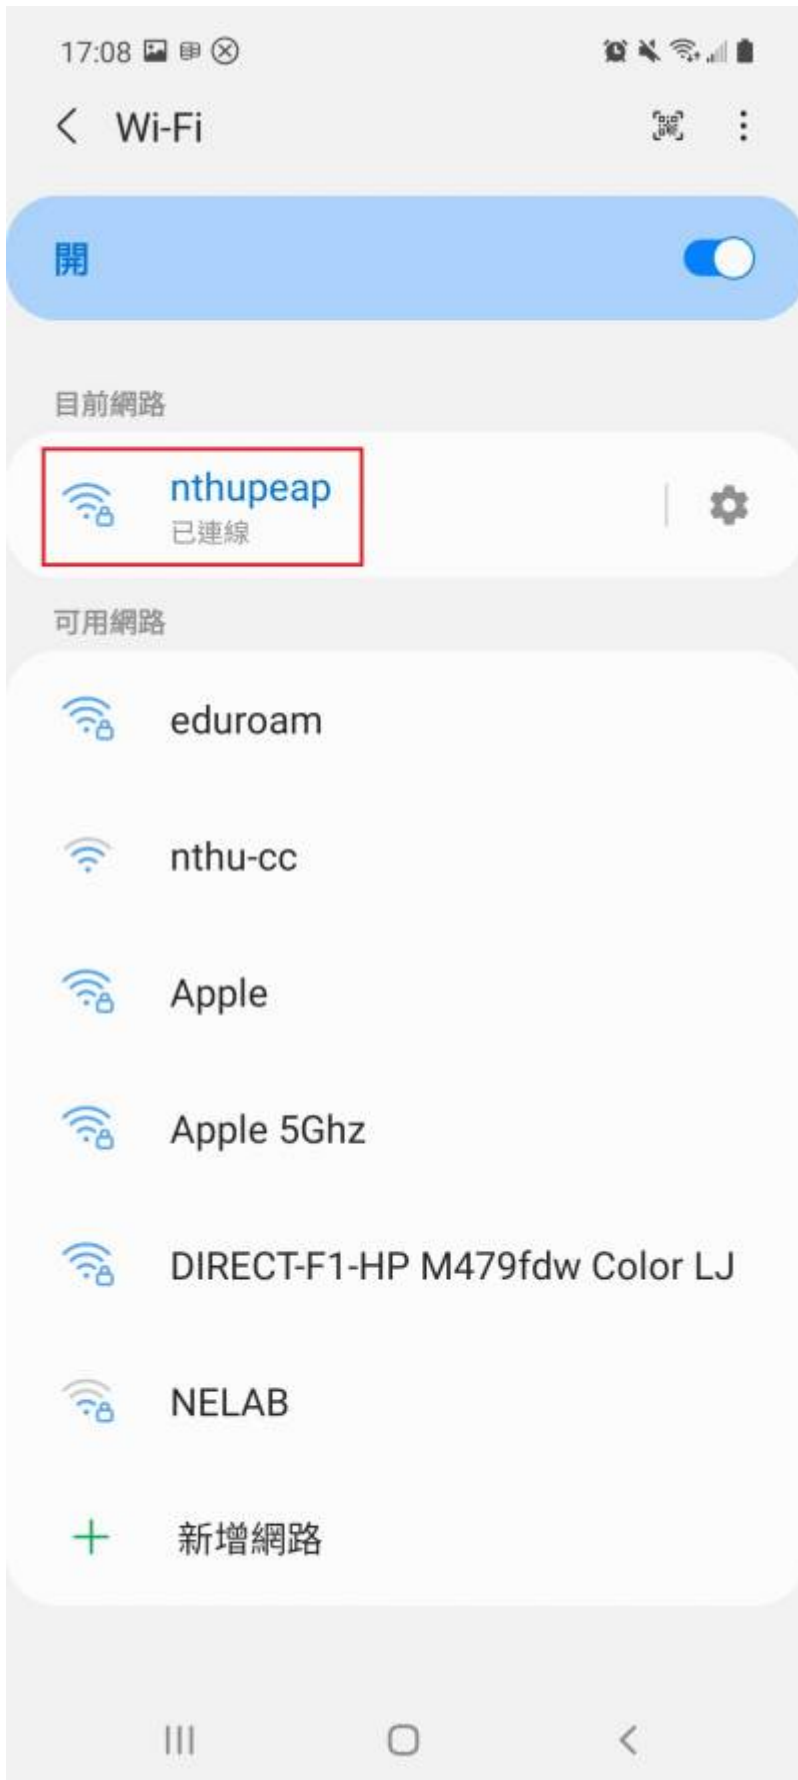 17:08
Wi-Fi
開
目前網路
nthupeap
已連線
可用網路
eduroam
nthu-cc
Apple
Apple 5Ghz
DIRECT-F1-HP M479fdw Color LJ
NELAB
新增網路